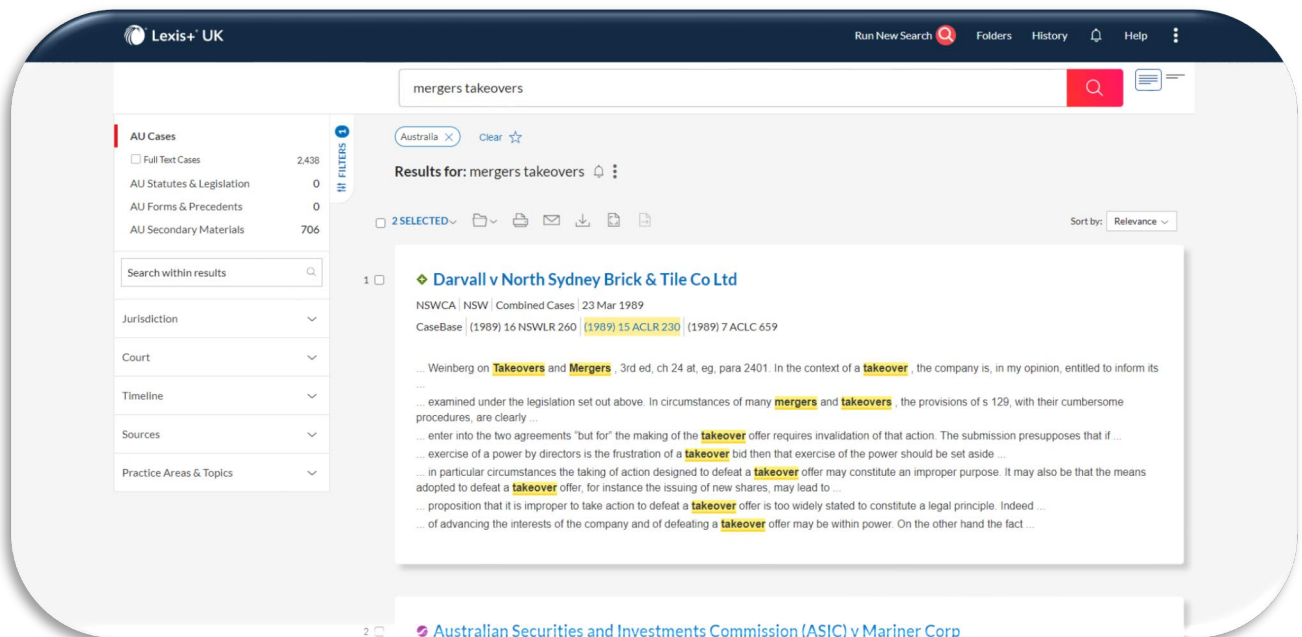 Lexis+® UK
Run New Search Folders History Help
mergers takeovers
AU Cases
Full Text Cases 2,438
AU Statutes & Legislation 0
AU Forms & Precedents 0
AU Secondary Materials 706
Search within results
Jurisdiction
Court
Timeline
Sources
Practice Areas & Topics
FILTERS 1
Australia Clear
Results for: mergers takeovers
2 SELECTED
Sort by: Relevance
1
Darvall v North Sydney Brick & Tile Co Ltd
NSWCA | NSW | Combined Cases | 23 Mar 1989
CaseBase | (1989) 16 NSWLR 260 | (1989) 15 ACLR 230 | (1989) 7 ACLC 659
... Weinberg on Takeovers and Mergers , 3rd ed, ch 24 at, eg, para 2401. In the context of a takeover , the company is, in my opinion, entitled to inform its
...
... examined under the legislation set out above. In circumstances of many mergers and takeovers , the provisions of s 129, with their cumbersome
procedures, are clearly ...
... enter into the two agreements "but for" the making of the takeover offer requires invalidation of that action. The submission presupposes that if ...
... exercise of a power by directors is the frustration of a takeover bid then that exercise of the power should be set aside ...
... in particular circumstances the taking of action designed to defeat a takeover offer may constitute an improper purpose. It may also be that the means
adopted to defeat a takeover offer, for instance the issuing of new shares, may lead to ...
... proposition that it is improper to take action to defeat a takeover offer is too widely stated to constitute a legal principle. Indeed ...
... of advancing the interests of the company and of defeating a takeover offer may be within power. On the other hand the fact ...
2
Australian Securities and Investments Commission (ASIC) v Mariner Corp